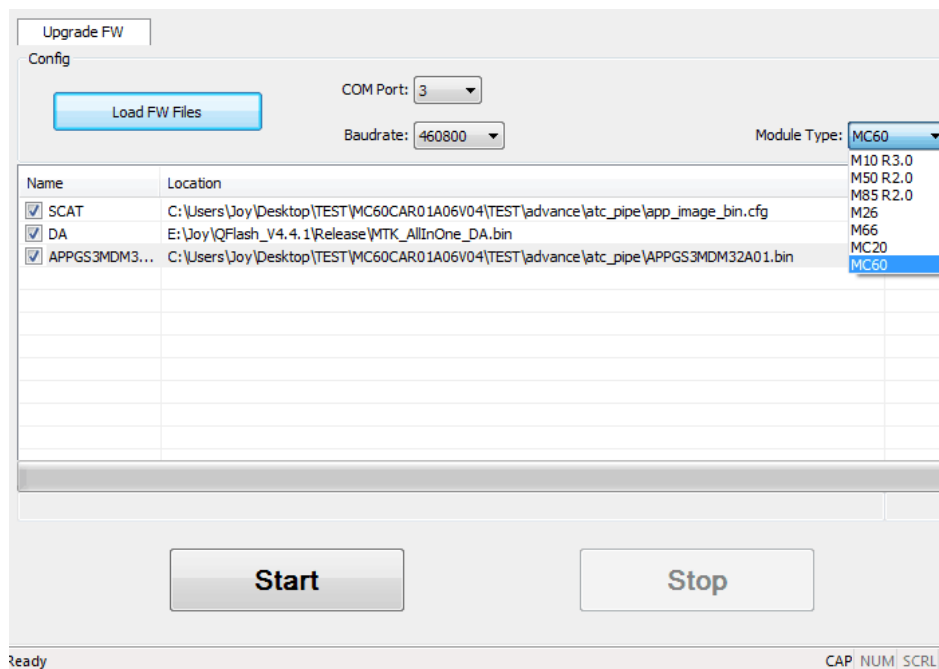 Upgrade FW
Config
Load FW Files
COM Port: 3
Baudrate: 460800
Module Type: MC60
M10 R3.0
M50 R2.0
M85 R2.0
M26
M66
MC20
MC60
Name Location
SCAT C:\Users\Joy\Desktop\TEST\MC60CAR01A06V04\TEST\advance\atc_pipe\app_image_bin.cfg
DA E:\Joy\QFlash_V4.4.1\Release\MTK_AllInOne_DA.bin
APPGS3MDM3... C:\Users\Joy\Desktop\TEST\MC60CAR01A06V04\TEST\advance\atc_pipe\APPGS3MDM32A01.bin
Start
Stop
Ready
CAP NUM SCRL